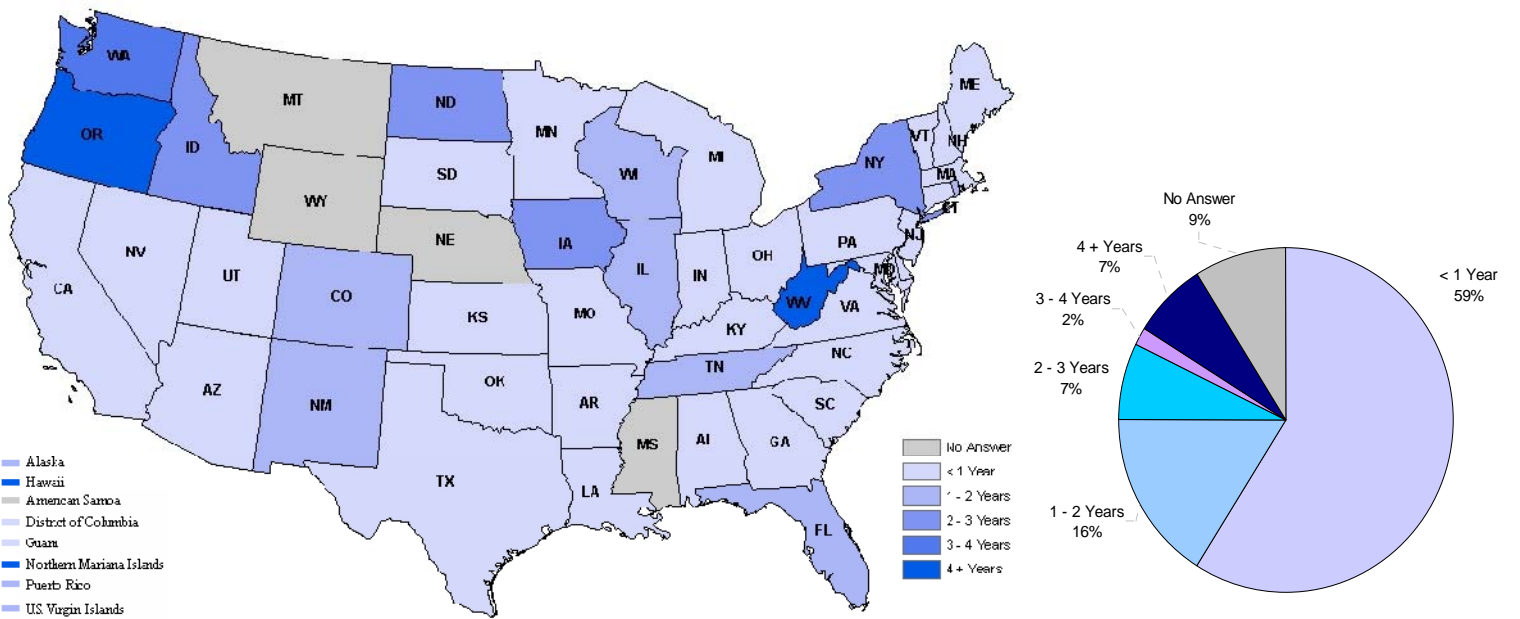 WA
MT
ND
MN
ME
OR
ID
SD
WI
MI
NY
VT
NH
MA
CT
WY
NE
IA
PA
NJ
NV
UT
CO
IL
IN
OH
MD
CA
KS
MO
WV
VA
KY
AZ
NM
OK
AR
TN
NC
SC
MS
Al
GA
TX
LA
FL
Alaska
Hawaii
American Samoa
District of Columbia
Guam
Northern Mariana Islands
Puerto Rico
U.S. Virgin Islands
No Answer
< 1 Year
1 - 2 Years
2 - 3 Years
3 - 4 Years
4 + Years
No Answer
9%
4 + Years
7%
3 - 4 Years
2%
2 - 3 Years
7%
1 - 2 Years
16%
< 1 Year
59%